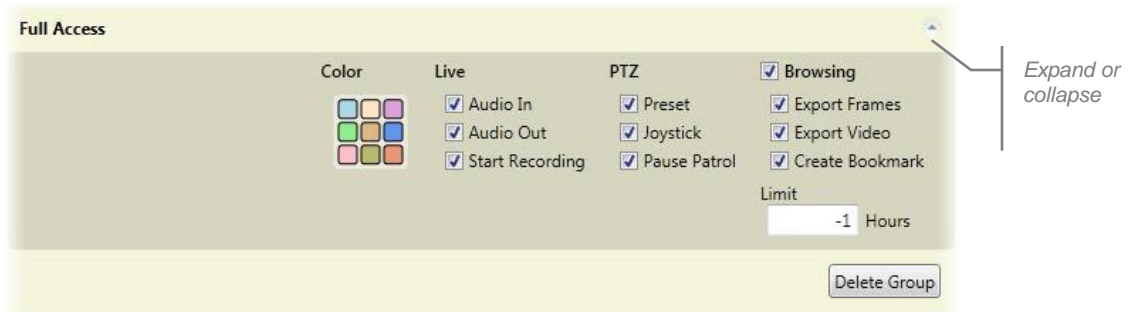 Full Access
Expand or
collapse
Color Live PTZ Browsing
Audio In Preset Export Frames
Audio Out Joystick Export Video
Start Recording Pause Patrol Create Bookmark
Limit
-1 Hours
Delete Group